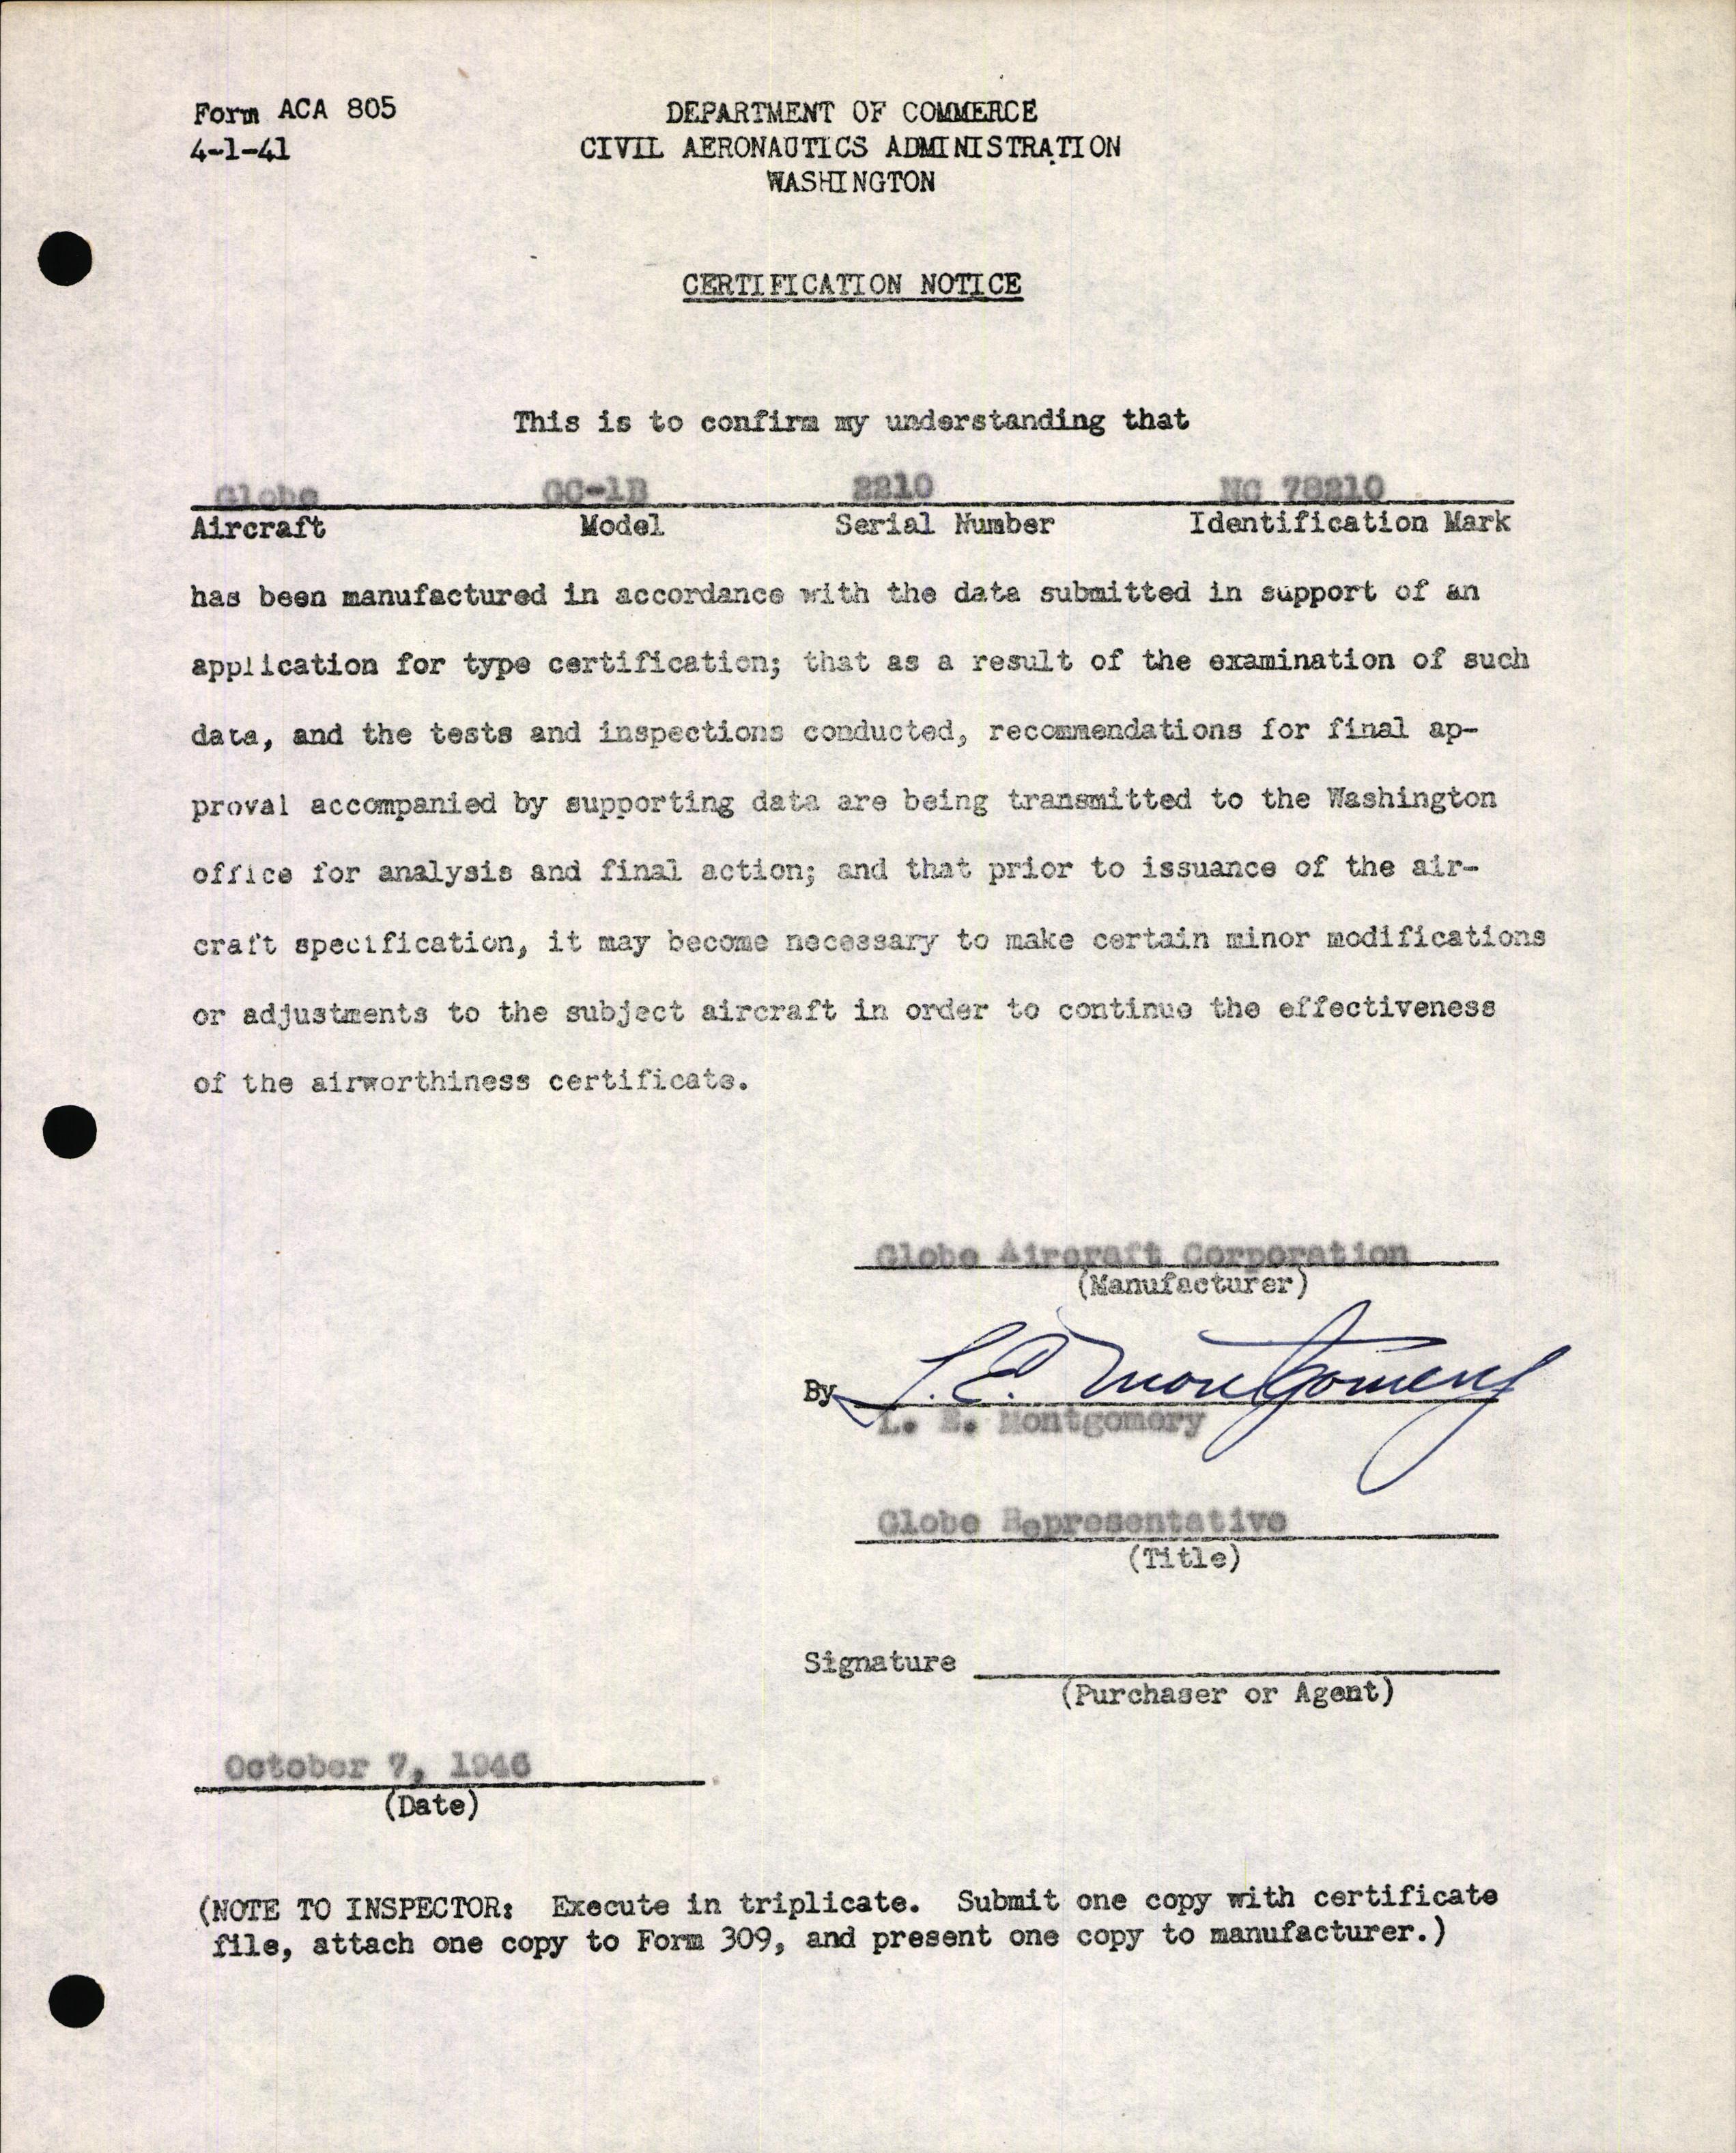 Form ACA 805
4-1-41
DEPARTMENT OF COMMERCE
CIVIL AERONAUTICS ADMINISTRATION
WASHINGTON
CERTIFICATION NOTICE
This is to confirm my understanding that
Globe GC-1B 2210 NC 78210
Aircraft Model Serial Number Identification Mark
has been manufactured in accordance with the data submitted in support of an
application for type certification; that as a result of the examination of such
data, and the tests and inspections conducted, recommendations for final ap-
proval accompanied by supporting data are being transmitted to the Washington
office for analysis and final action; and that prior to issuance of the air-
craft specification, it may become necessary to make certain minor modifications
or adjustments to the subject aircraft in order to continue the effectiveness
of the airworthiness certificate.
Globe Aircraft Corporation
(Manufacturer)
By L. E. Montgomery
L. E. Montgomery
Globe Representative
(Title)
Signature
(Purchaser or Agent)
October 7, 1946
(Date)
(NOTE TO INSPECTOR: Execute in triplicate. Submit one copy with certificate
file, attach one copy to Form 309, and present one copy to manufacturer.)